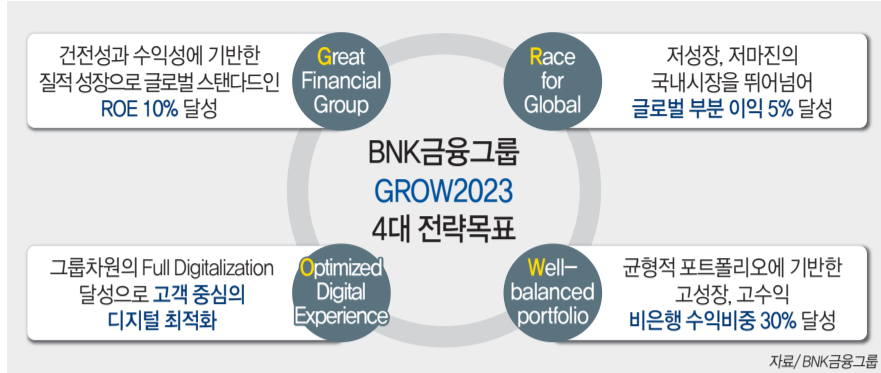 건전성과 수익성에 기반한
질적 성장으로 글로벌 스탠다드인
ROE 10% 달성
Great
Financial
Group
Race
for
Global
저성장, 저마진의
국내시장을 뛰어넘어
글로벌 부분 이익 5% 달성
BNK금융그룹
GROW2023
4대 전략목표
그룹차원의 Full Digitalization
달성으로 고객 중심의
디지털 최적화
Optimized
Digital
Experience
Well-
balanced
portfolio
균형적 포트폴리오에 기반한
고성장, 고수익
비은행 수익비중 30% 달성
자료/ BNK금융그룹